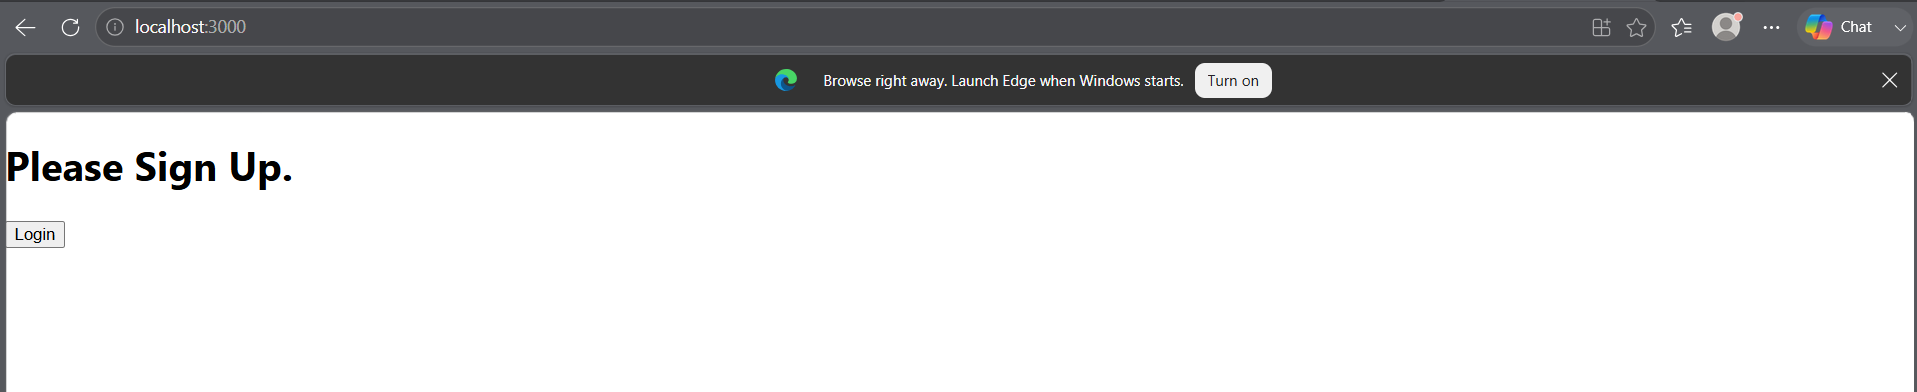 localhost:3000
Chat
Browse right away. Launch Edge when Windows starts. Turn on
Please Sign Up.
Login